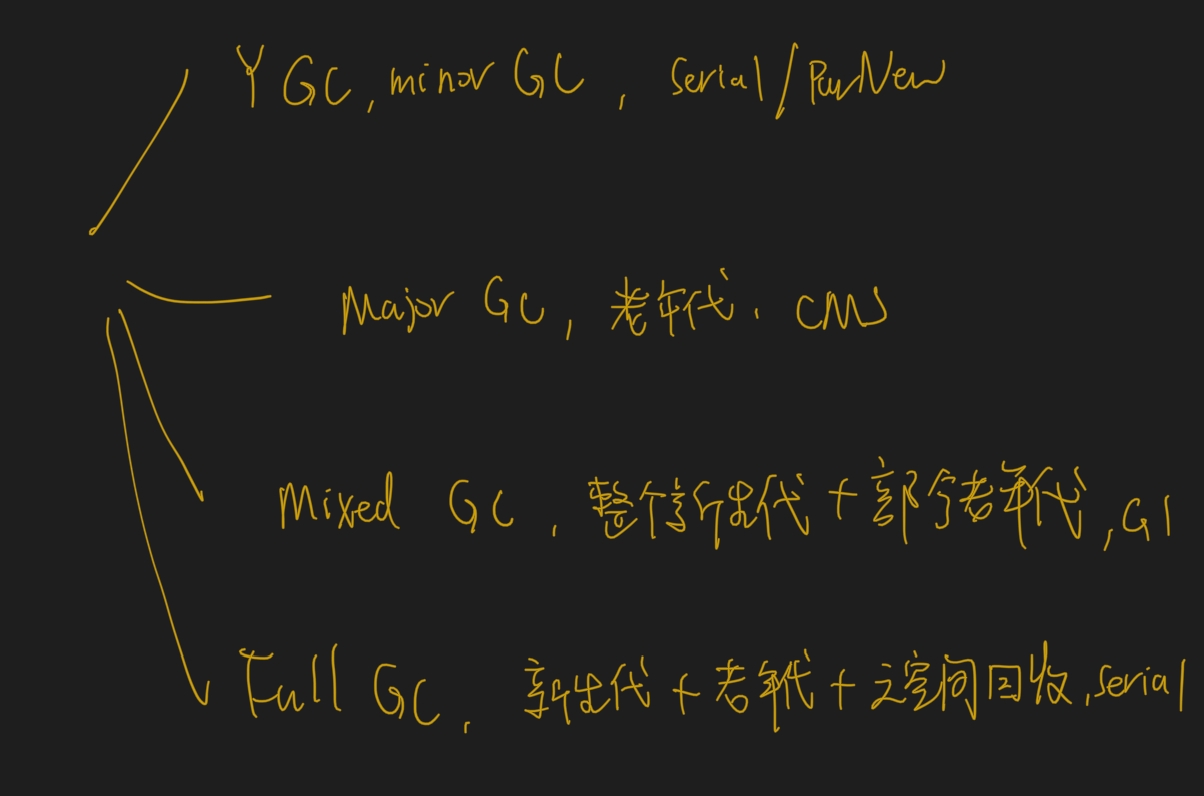 YGC, minor GC, Serial/ParNew
Major GC, 老年代, CMS
Mixed GC, 整个新生代+部分老年代, G1
Full GC, 新生代+老年代+元空间回收, serial